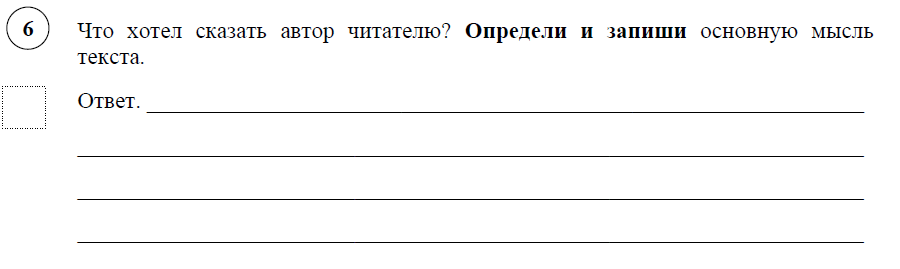 6 Что хотел сказать автор читателю? Определи и запиши основную мысль
текста.
Ответ.